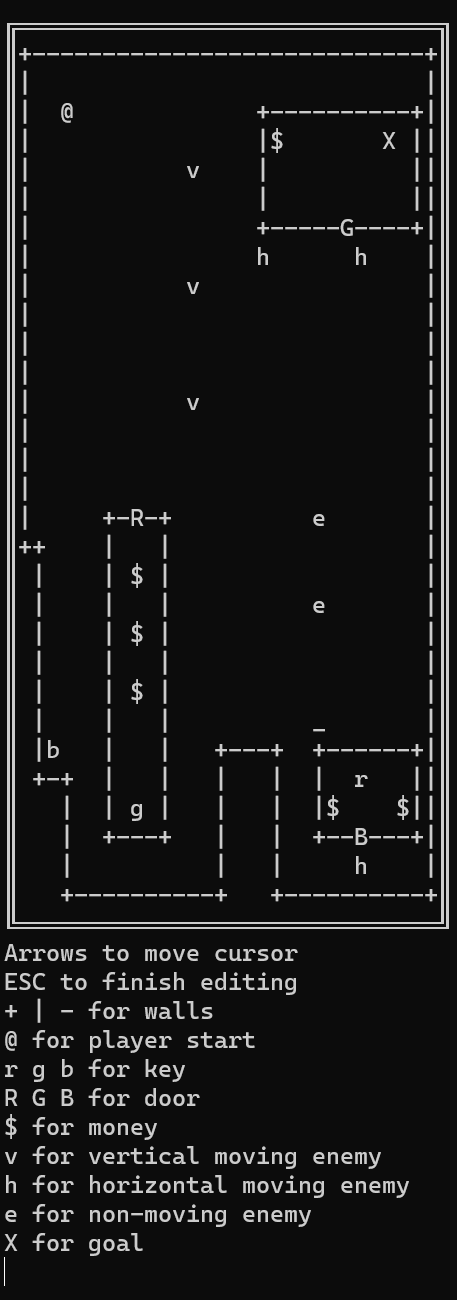 +----------------------------+
|                            |
|  @             +----------+|
|                |$       X ||
|           v    |          ||
|                |          ||
|                +-----G----+|
|                h      h    |
|           v                |
|                            |
|                            |
|                            |
|           v                |
|                            |
|                            |
|                            |
|     +-R-+          e       |
++    |   |                  |
 |    | $ |                  |
 |    |   |          e       |
 |    | $ |                  |
 |    |   |                  |
 |    | $ |                  |
 |    |   |          _       |
 |b   |   |   +---+  +------+|
 +-+  |   |   |   |  |  r   ||
   |  | g |   |   |  |$    $||
   |  +---+   |   |  +--B---+|
   |          |   |     h    |
   +----------+   +----------+
Arrows to move cursor
ESC to finish editing
+ | - for walls
@ for player start
r g b for key
R G B for door
$ for money
v for vertical moving enemy
h for horizontal moving enemy
e for non-moving enemy
X for goal